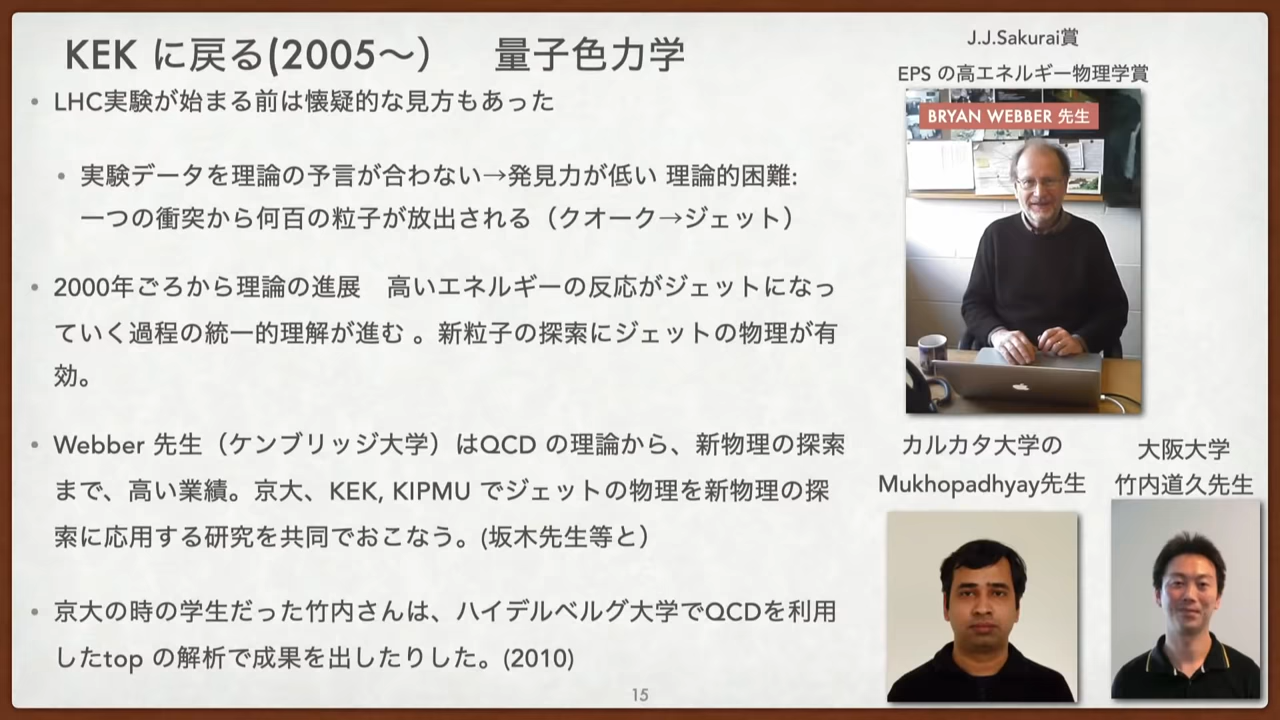 KEK に戻る(2005〜） 量子色力学
• LHC実験が始まる前は懐疑的な見方もあった
• 実験データを理論の予言が合わない→発見力が低い 理論的困難:
一つの衝突から何百の粒子が放出される（クオーク→ジェット）
• 2000年ごろから理論の進展 高いエネルギーの反応がジェットになっ
ていく過程の統一的理解が進む 。新粒子の探索にジェットの物理が有
効。
• Webber 先生（ケンブリッジ大学）はQCD の理論から、新物理の探索
まで、高い業績。京大、KEK, KIPMU でジェットの物理を新物理の探
索に応用する研究を共同でおこなう。(坂木先生等と）
• 京大の時の学生だった竹内さんは、ハイデルベルグ大学でQCDを利用
したtop の解析で成果を出したりした。(2010)
J.J.Sakurai賞
EPS の高エネルギー物理学賞
BRYAN WEBBER 先生
カルカタ大学の
Mukhopadhyay先生
大阪大学
竹内道久先生
15